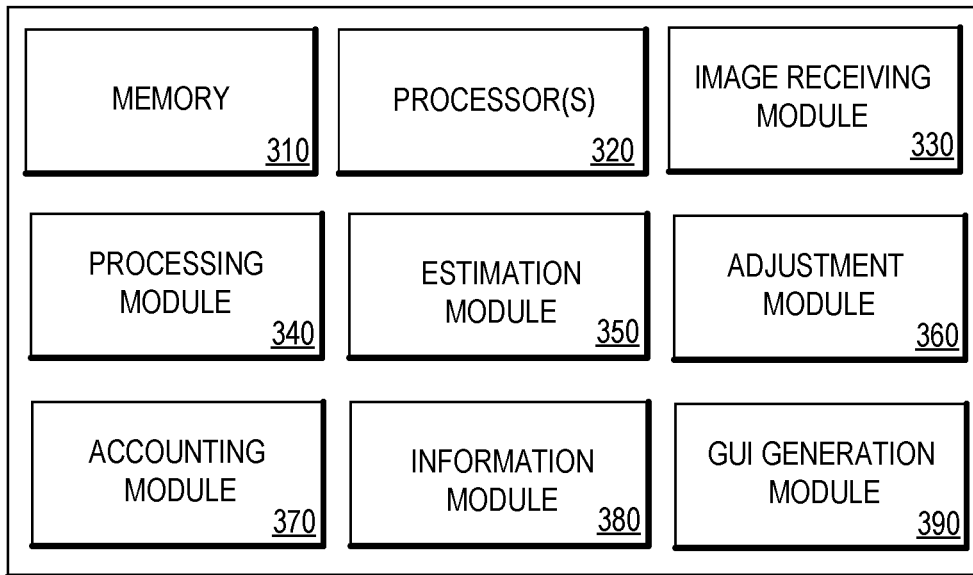 MEMORY
310
PROCESSOR(S)
320
IMAGE RECEIVING
MODULE
330
PROCESSING
MODULE
340
ESTIMATION
MODULE
350
ADJUSTMENT
MODULE
360
ACCOUNTING
MODULE
370
INFORMATION
MODULE
380
GUI GENERATION
MODULE
390